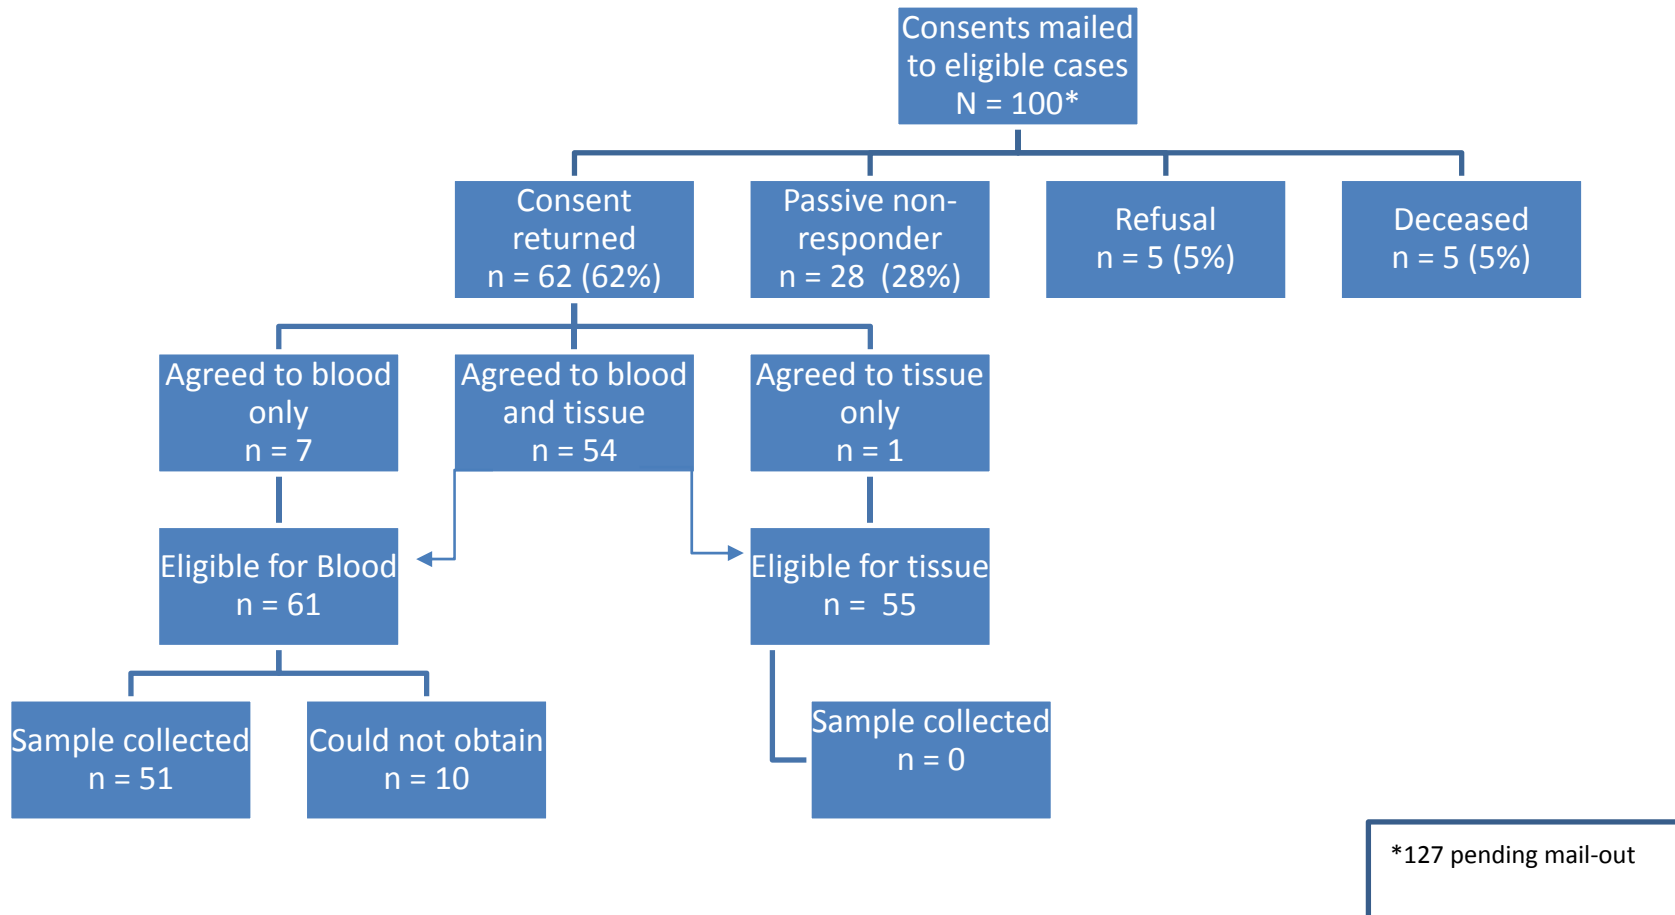 Consents mailed
to eligible cases
N = 100*
Consent
returned
n = 62 (62%)
Passive non-
responder
n = 28 (28%)
Refusal
n = 5 (5%)
Deceased
n = 5 (5%)
Agreed to blood
only
n = 7
Agreed to blood
and tissue
n = 54
Agreed to tissue
only
n = 1
Eligible for Blood
n = 61
Eligible for tissue
n = 55
Sample collected
n = 51
Could not obtain
n = 10
Sample collected
n = 0
*127 pending mail-out